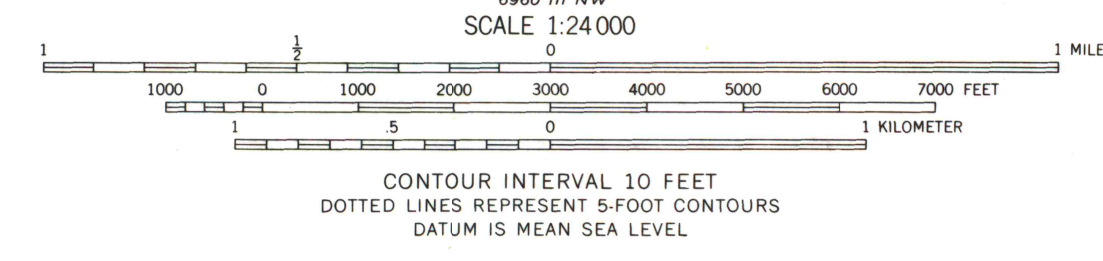 SCALE 1:24 000
1 ½ 0 1 MILE
1000 0 1000 2000 3000 4000 5000 6000 7000 FEET
1 .5 0 1 KILOMETER
CONTOUR INTERVAL 10 FEET
DOTTED LINES REPRESENT 5-FOOT CONTOURS
DATUM IS MEAN SEA LEVEL